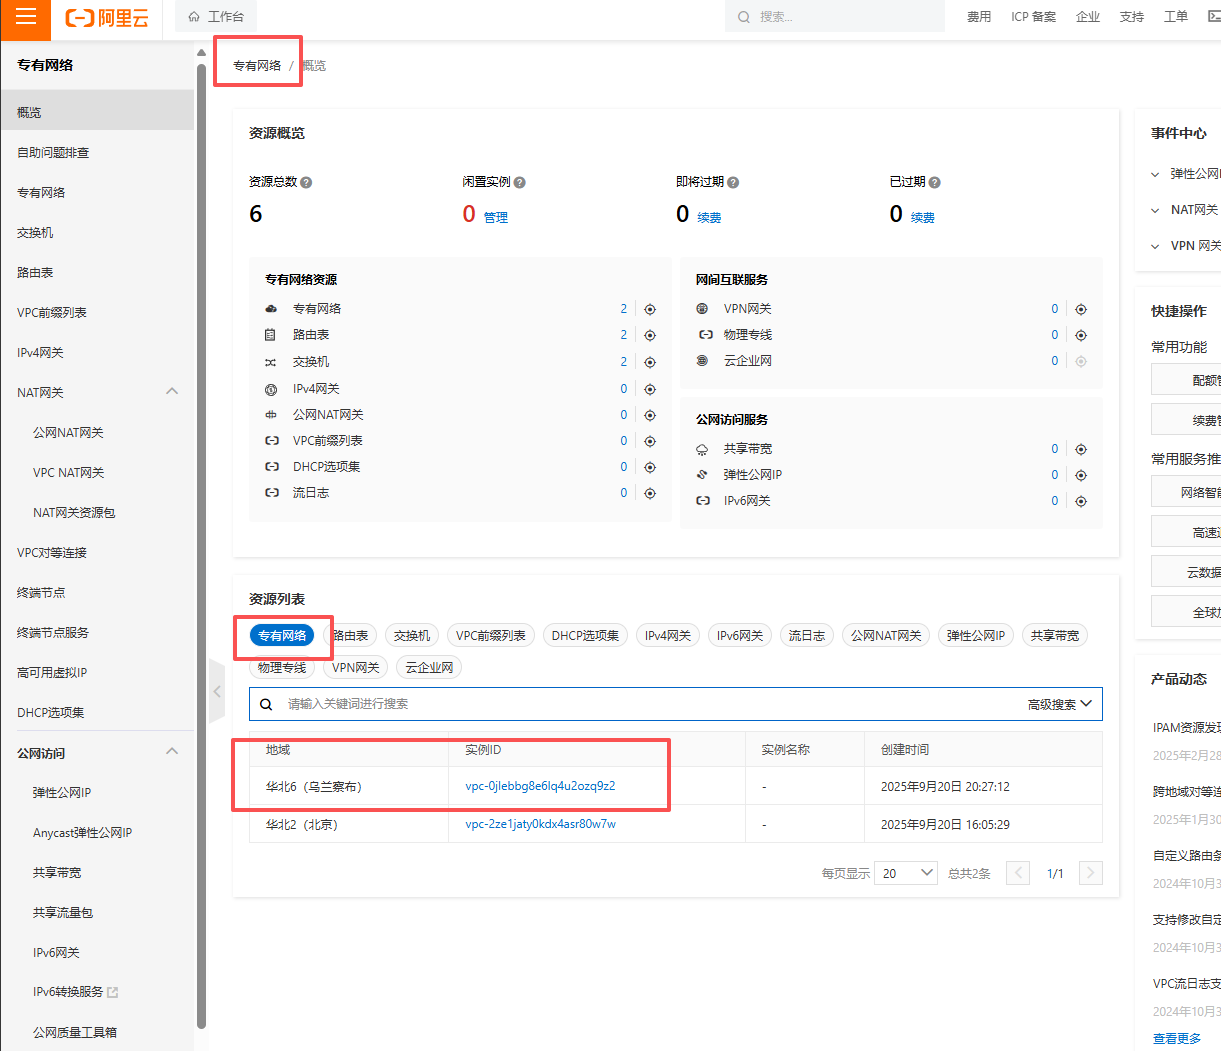 阿里云
工作台
搜索...
费用
ICP 备案
企业
支持
工单
专有网络
概览
自助问题排查
专有网络
交换机
路由表
VPC前缀列表
IPv4网关
NAT网关
公网NAT网关
VPC NAT网关
NAT网关资源包
VPC对等连接
终端节点
终端节点服务
高可用虚拟IP
DHCP选项集
公网访问
弹性公网IP
Anycast弹性公网IP
共享带宽
共享流量包
IPv6网关
IPv6转换服务
公网质量工具箱
专有网络 / 概览
资源概览
资源总数
6
闲置实例
0 管理
即将过期
0 续费
已过期
0 续费
专有网络资源
专有网络 2
路由表 2
交换机 2
IPv4网关 0
公网NAT网关 0
VPC前缀列表 0
DHCP选项集 0
流日志 0
网间互联服务
VPN网关 0
物理专线 0
云企业网 0
公网访问服务
共享带宽 0
弹性公网IP 0
IPv6网关 0
资源列表
专有网络 路由表 交换机 VPC前缀列表 DHCP选项集 IPv4网关 IPv6网关 流日志 公网NAT网关 弹性公网IP 共享带宽
物理专线 VPN网关 云企业网
请输入关键词进行搜索 高级搜索
地域 实例ID 实例名称 创建时间
华北6（乌兰察布） vpc-0jlebbg8e6lq4u2ozq9z2 - 2025年9月20日 20:27:12
华北2（北京） vpc-2ze1jaty0kdx4asr80w7w - 2025年9月20日 16:05:29
每页显示 20 总共2条 1/1
事件中心
弹性公网I
NAT网关
VPN 网关
快捷操作
常用功能
配额
续费
常用服务推
网络智能
高速
云数据
全球
产品动态
IPAM资源发现
2025年2月28
跨地域对等连
2025年1月30
自定义路由条
2024年10月3
支持修改自定
2024年10月3
VPC流日志支
2024年10月3
查看更多